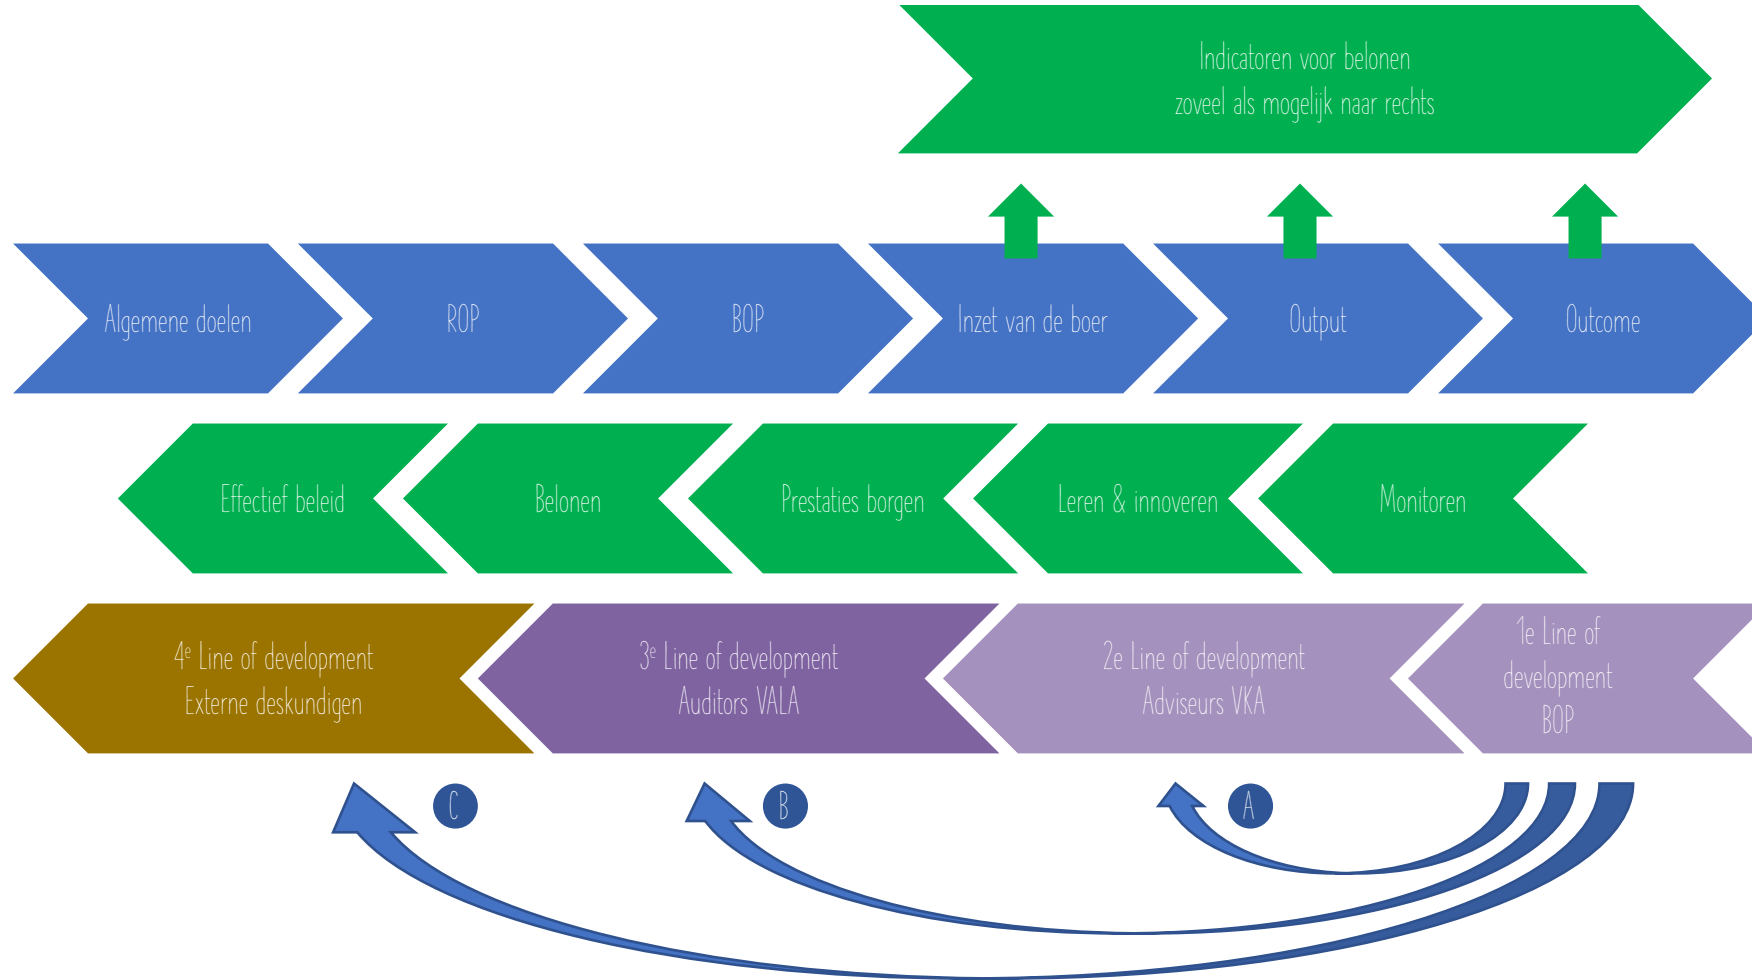 Indicatoren voor belonen
zoveel als mogelijk naar rechts
Algemene doelen
ROP
BOP
Inzet van de boer
Output
Outcome
Effectief beleid
Belonen
Prestaties borgen
Leren & innoveren
Monitoren
4ᵉ Line of development
Externe deskundigen
3ᵉ Line of development
Auditors VALA
2e Line of development
Adviseurs VKA
1e Line of
development
BOP
C
B
A